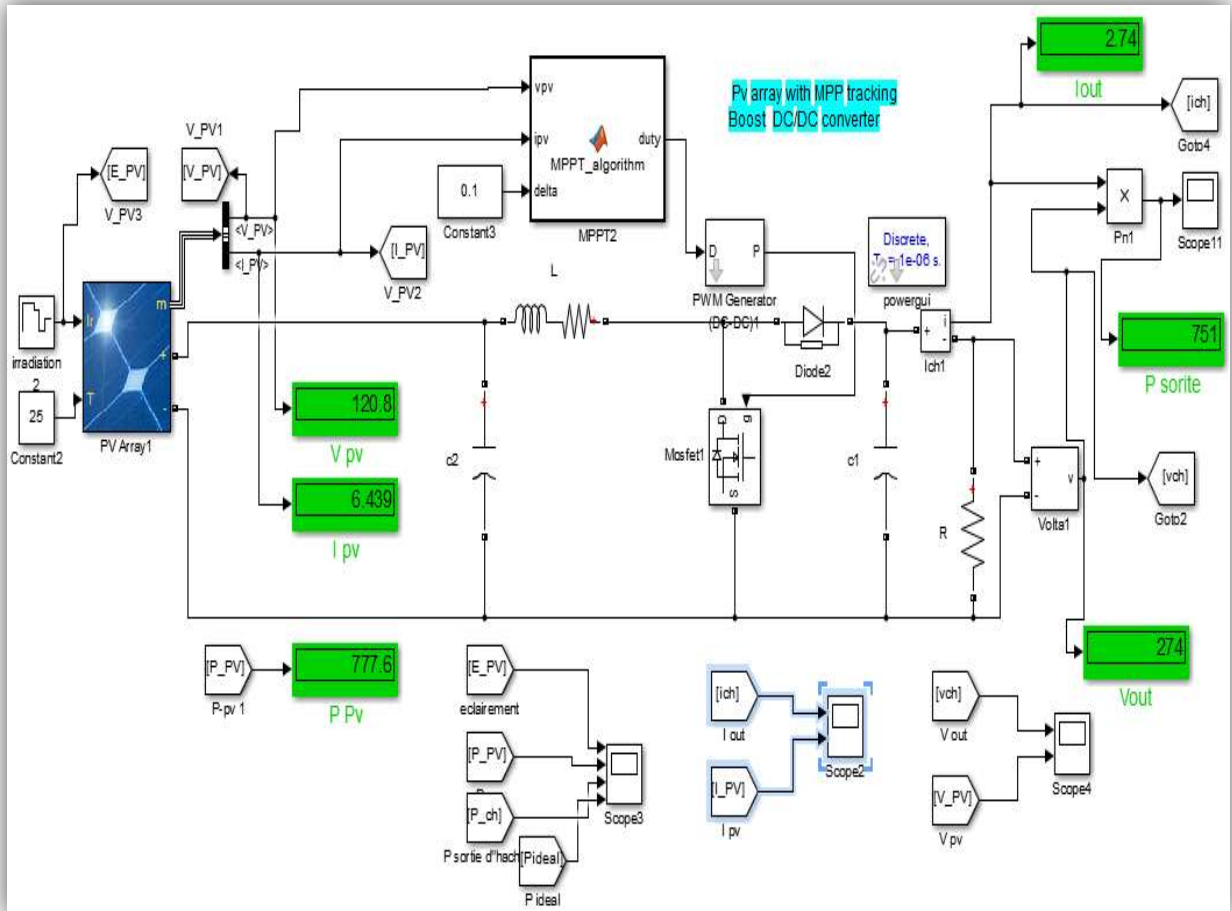 2.74
Iout
[ich]
Goto4
Pv array with MPP tracking
Boost DC/DC converter
vpv
ipv
delta
duty
MPPT_algorithm
MPPT2
V_PV1
[V_PV]
[E_PV]
V_PV3
<V_PV>
<I_PV>
0.1
Constant3
[I_PV]
V_PV2
X
Pn1
Scope11
D
P
PWM Generator
(DC-DC)1
Discrete,
1e-06 s.
powergui
L
m
Ir
T
+
-
PV Array1
irradiation
2
25
Constant2
Diode2
+
i
-
Ich1
751
P sorite
120.8
V pv
6.439
I pv
c2
g
D
S
Mosfet1
c1
R
+
-
v
Volta1
[vch]
Goto2
274
Vout
[P_PV]
P-pv 1
777.6
P Pv
[E_PV]
eclairement
[P_PV]
[P_ch]
P sortie d"hach
[Pideal]
P ideal
Scope3
[ich]
I out
[I_PV]
I pv
Scope2
[vch]
V out
[V_PV]
V pv
Scope4